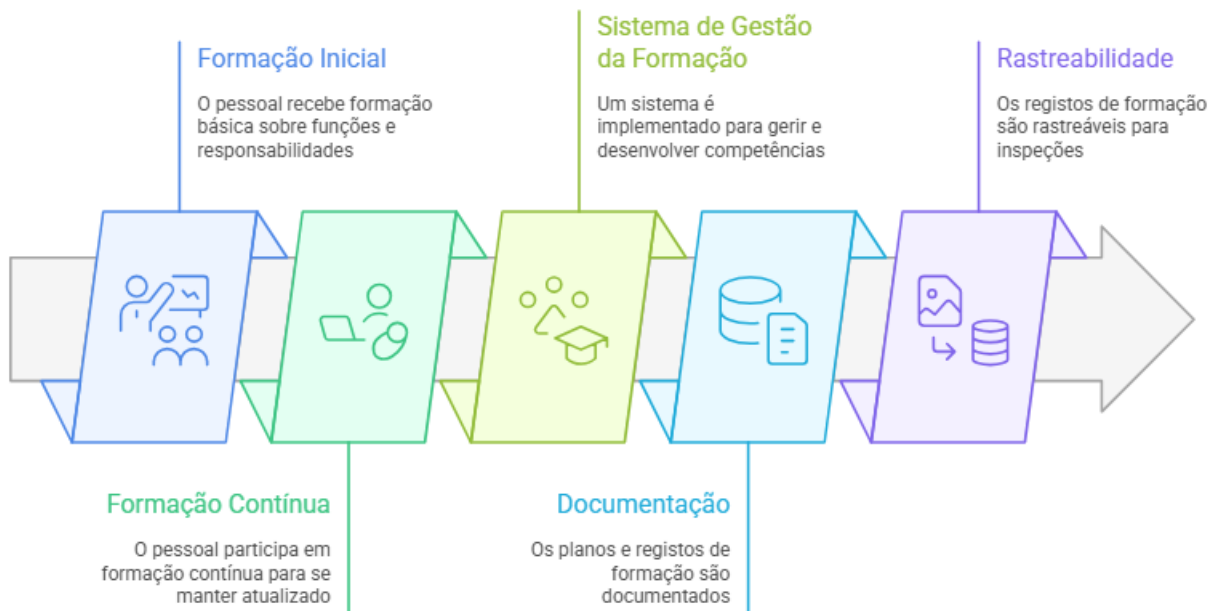 Formação Inicial
O pessoal recebe formação
básica sobre funções e
responsabilidades
Formação Contínua
O pessoal participa em
formação contínua para se
manter atualizado
Sistema de Gestão
da Formação
Um sistema é
implementado para gerir e
desenvolver competências
Documentação
Os planos e registos de
formação são
documentados
Rastreabilidade
Os registos de formação
são rastreáveis para
inspeções